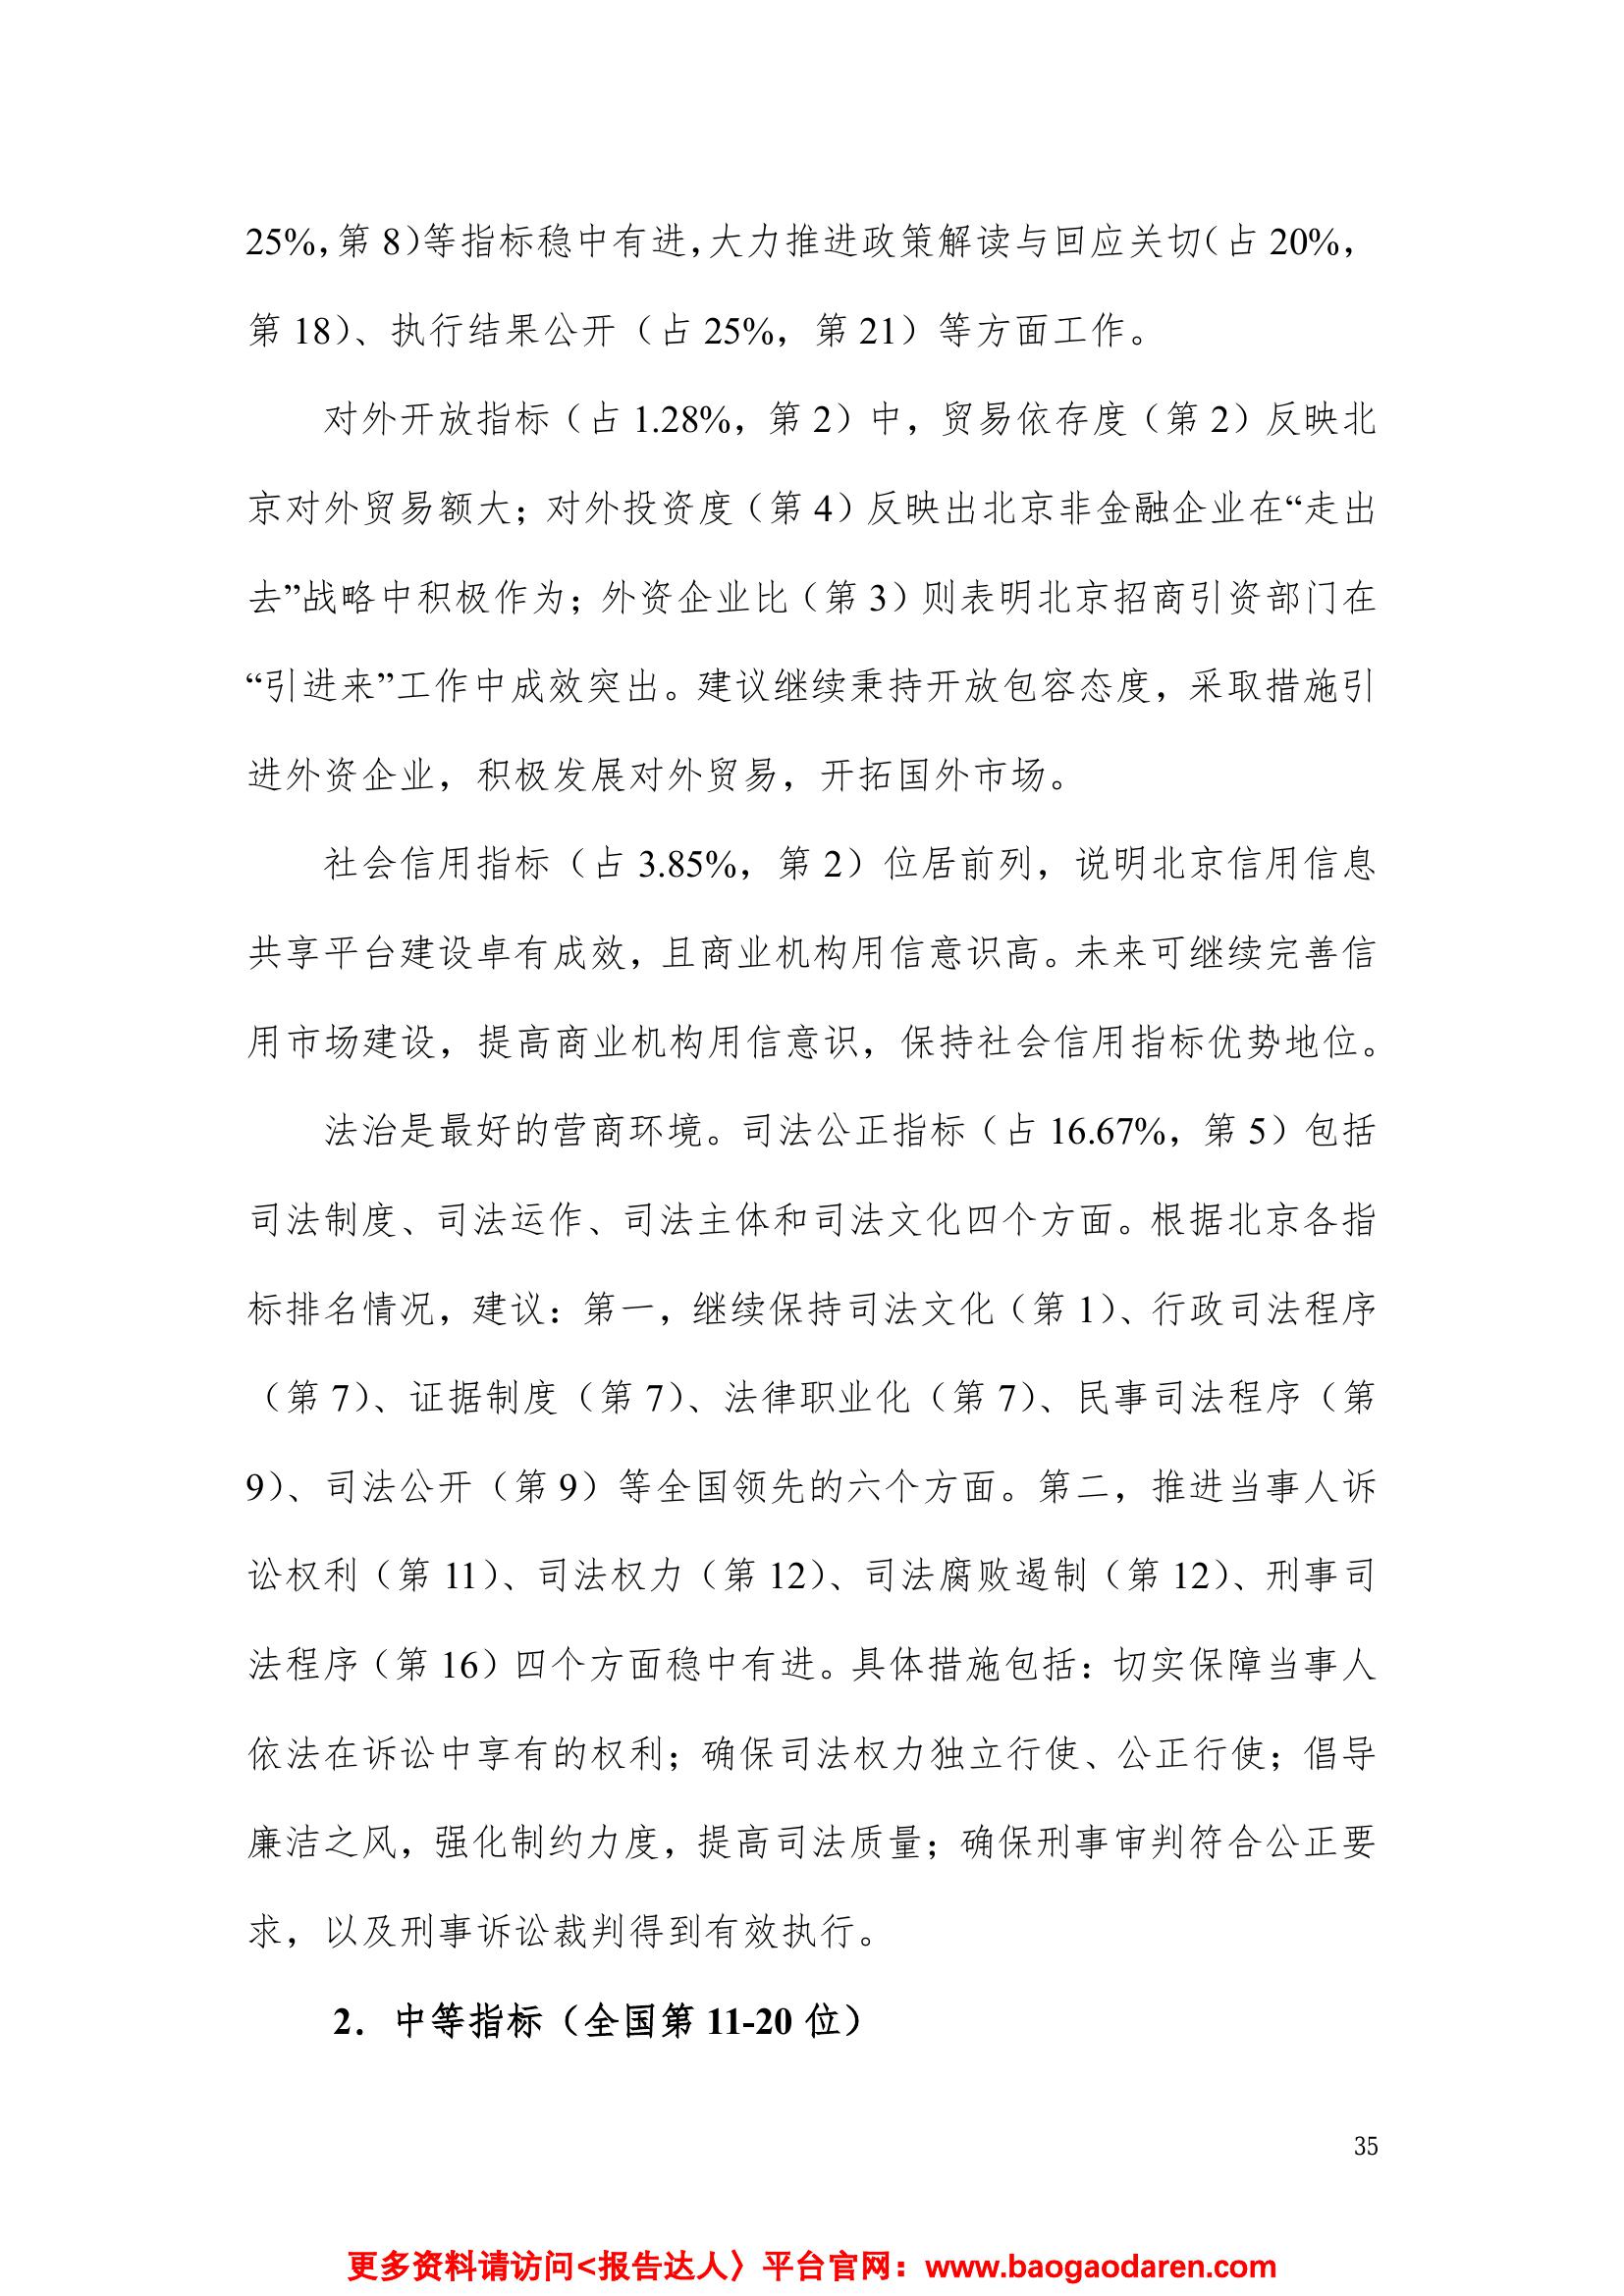 25%,第 8)等指标稳中有进,大力推进政策解读与回应关切（占 20%，
第 18）、执行结果公开（占 25%，第 21）等方面工作。
对外开放指标（占 1.28%，第 2）中，贸易依存度（第 2）反映北
京对外贸易额大；对外投资度（第 4）反映出北京非金融企业在“走出
去”战略中积极作为；外资企业比（第 3）则表明北京招商引资部门在
“引进来”工作中成效突出。建议继续秉持开放包容态度，采取措施引
进外资企业，积极发展对外贸易，开拓国外市场。
社会信用指标（占 3.85%，第 2）位居前列，说明北京信用信息
共享平台建设卓有成效，且商业机构用信意识高。未来可继续完善信
用市场建设，提高商业机构用信意识，保持社会信用指标优势地位。
法治是最好的营商环境。司法公正指标（占 16.67%，第 5）包括
司法制度、司法运作、司法主体和司法文化四个方面。根据北京各指
标排名情况，建议：第一，继续保持司法文化（第 1）、行政司法程序
（第 7）、证据制度（第 7）、法律职业化（第 7）、民事司法程序（第
9）、司法公开（第 9）等全国领先的六个方面。第二，推进当事人诉
讼权利（第 11）、司法权力（第 12）、司法腐败遏制（第 12）、刑事司
法程序（第 16）四个方面稳中有进。具体措施包括：切实保障当事人
依法在诉讼中享有的权利；确保司法权力独立行使、公正行使；倡导
廉洁之风，强化制约力度，提高司法质量；确保刑事审判符合公正要
求，以及刑事诉讼裁判得到有效执行。
2．中等指标（全国第 11-20 位）
35
更多资料请访问<报告达人〉平台官网：www.baogaodaren.com